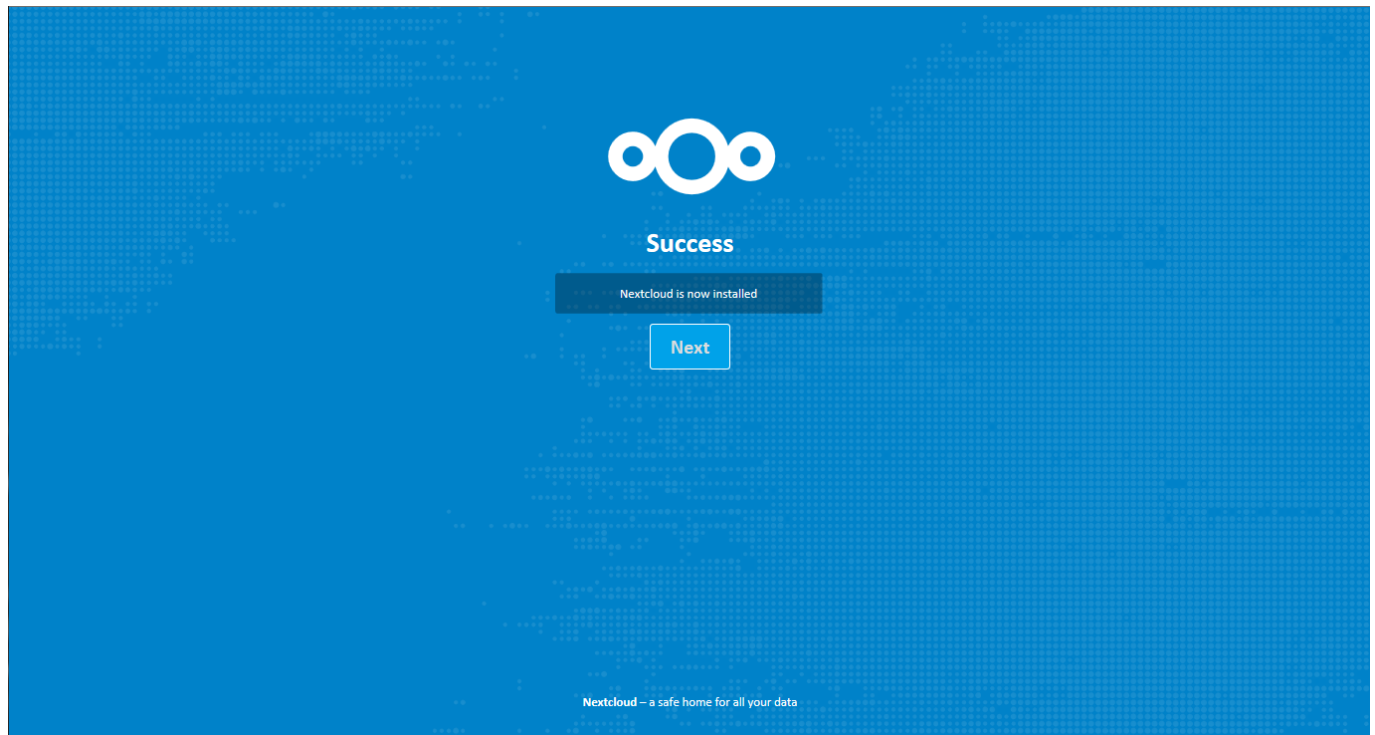 Success
Nextcloud is now installed
Next
Nextcloud – a safe home for all your data